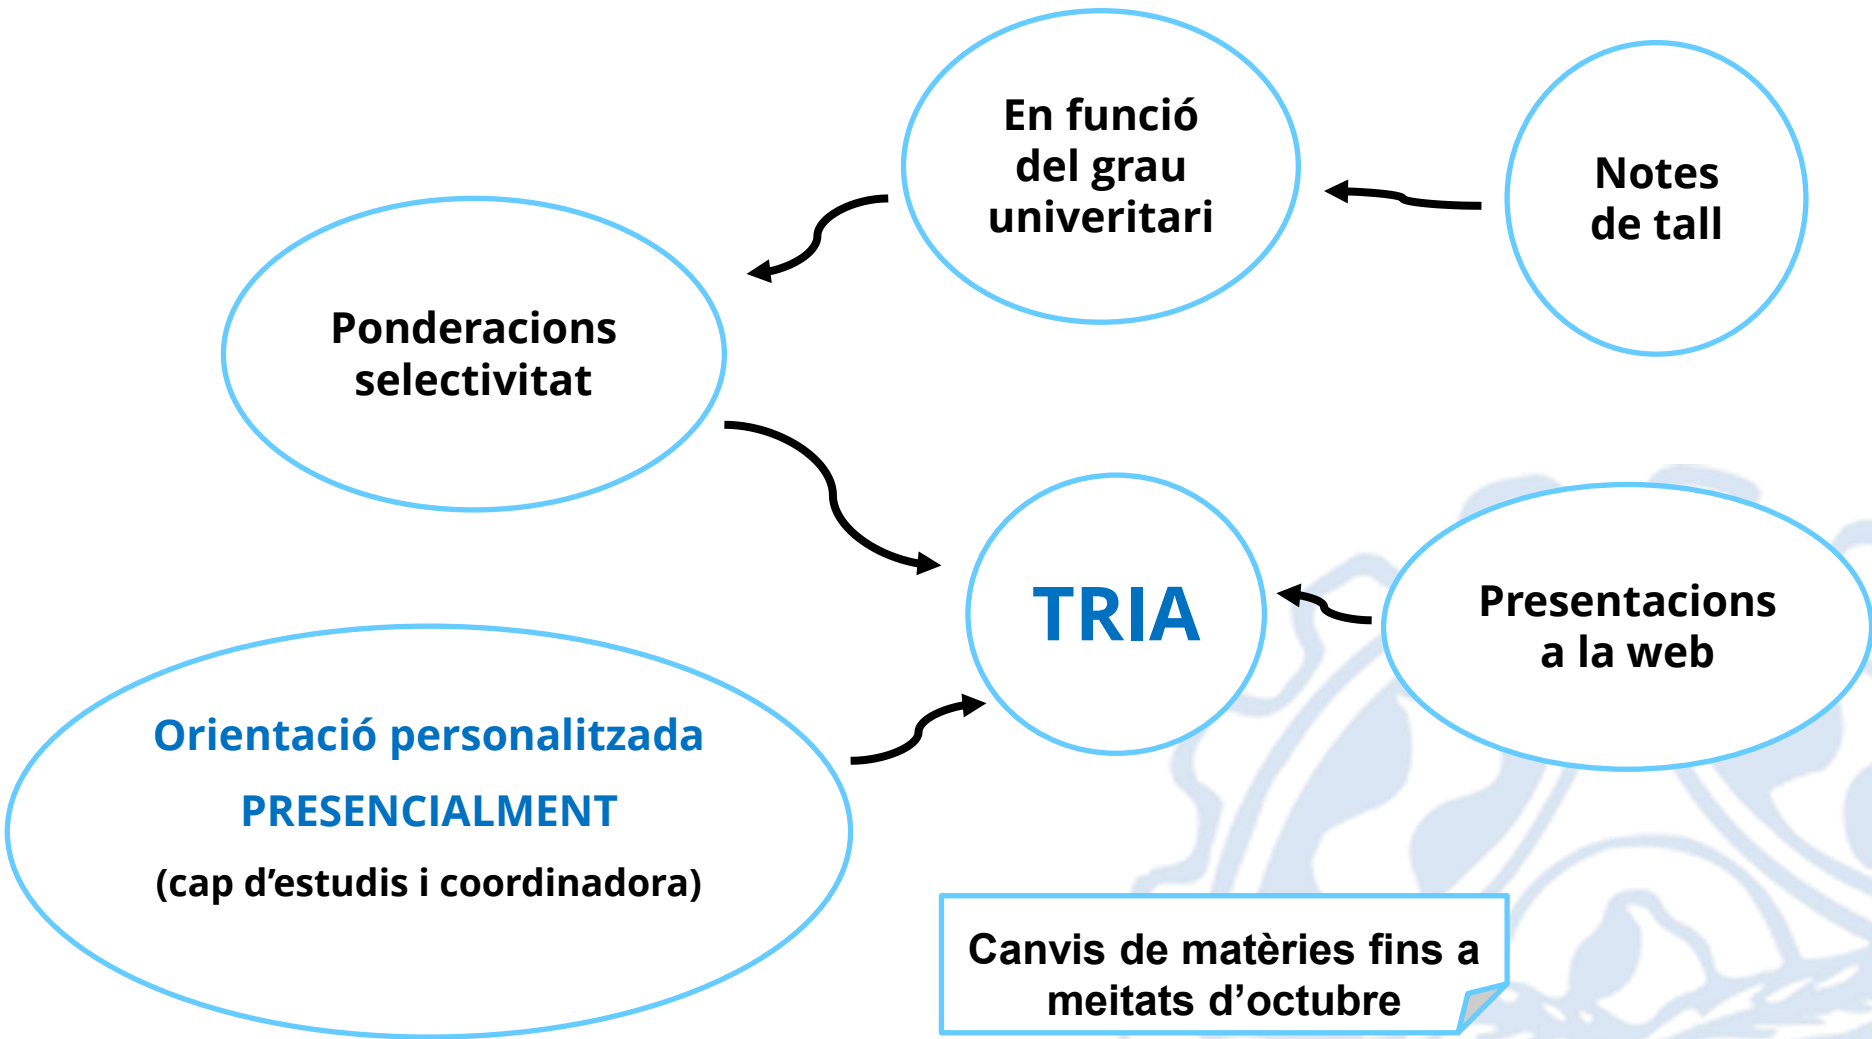 En funció
del grau
univeritari
Notes
de tall
Ponderacions
selectivitat
TRIA
Presentacions
a la web
Orientació personalitzada
PRESENCIALMENT
(cap d’estudis i coordinadora)
Canvis de matèries fins a
meitats d’octubre